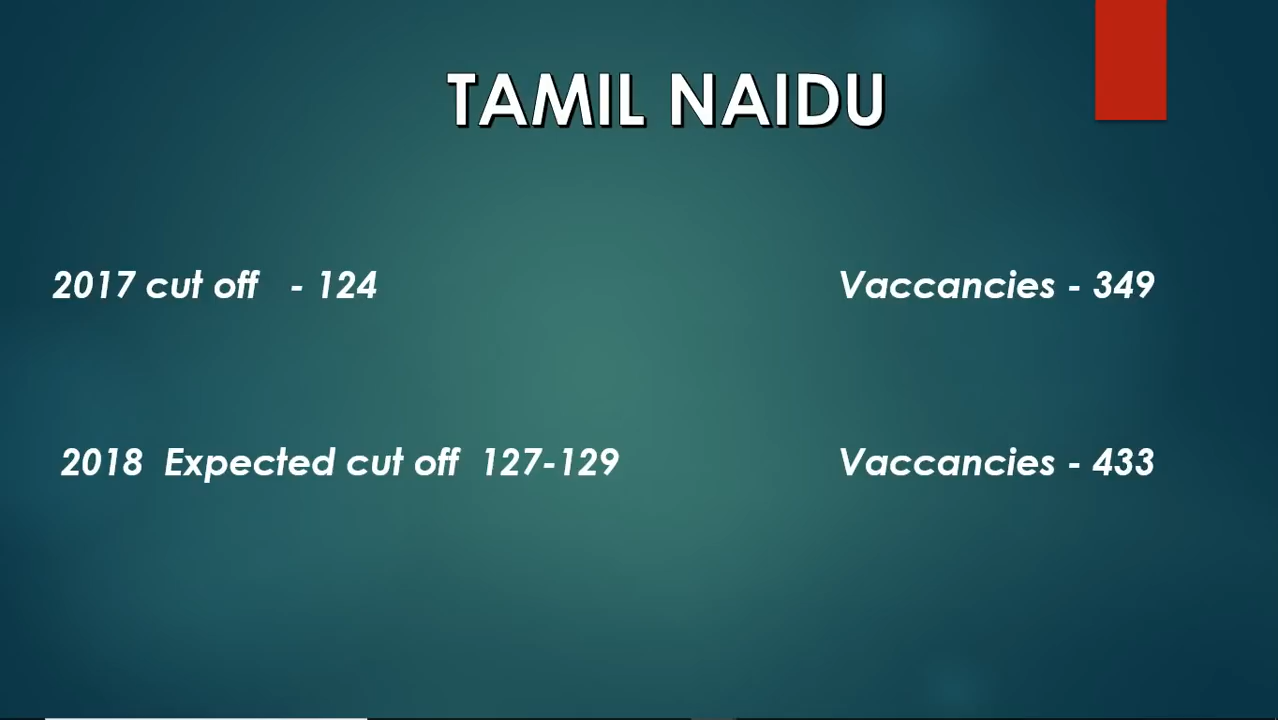 TAMIL NAIDU
2017 cut off - 124 Vaccancies - 349
2018 Expected cut off 127-129 Vaccancies - 433